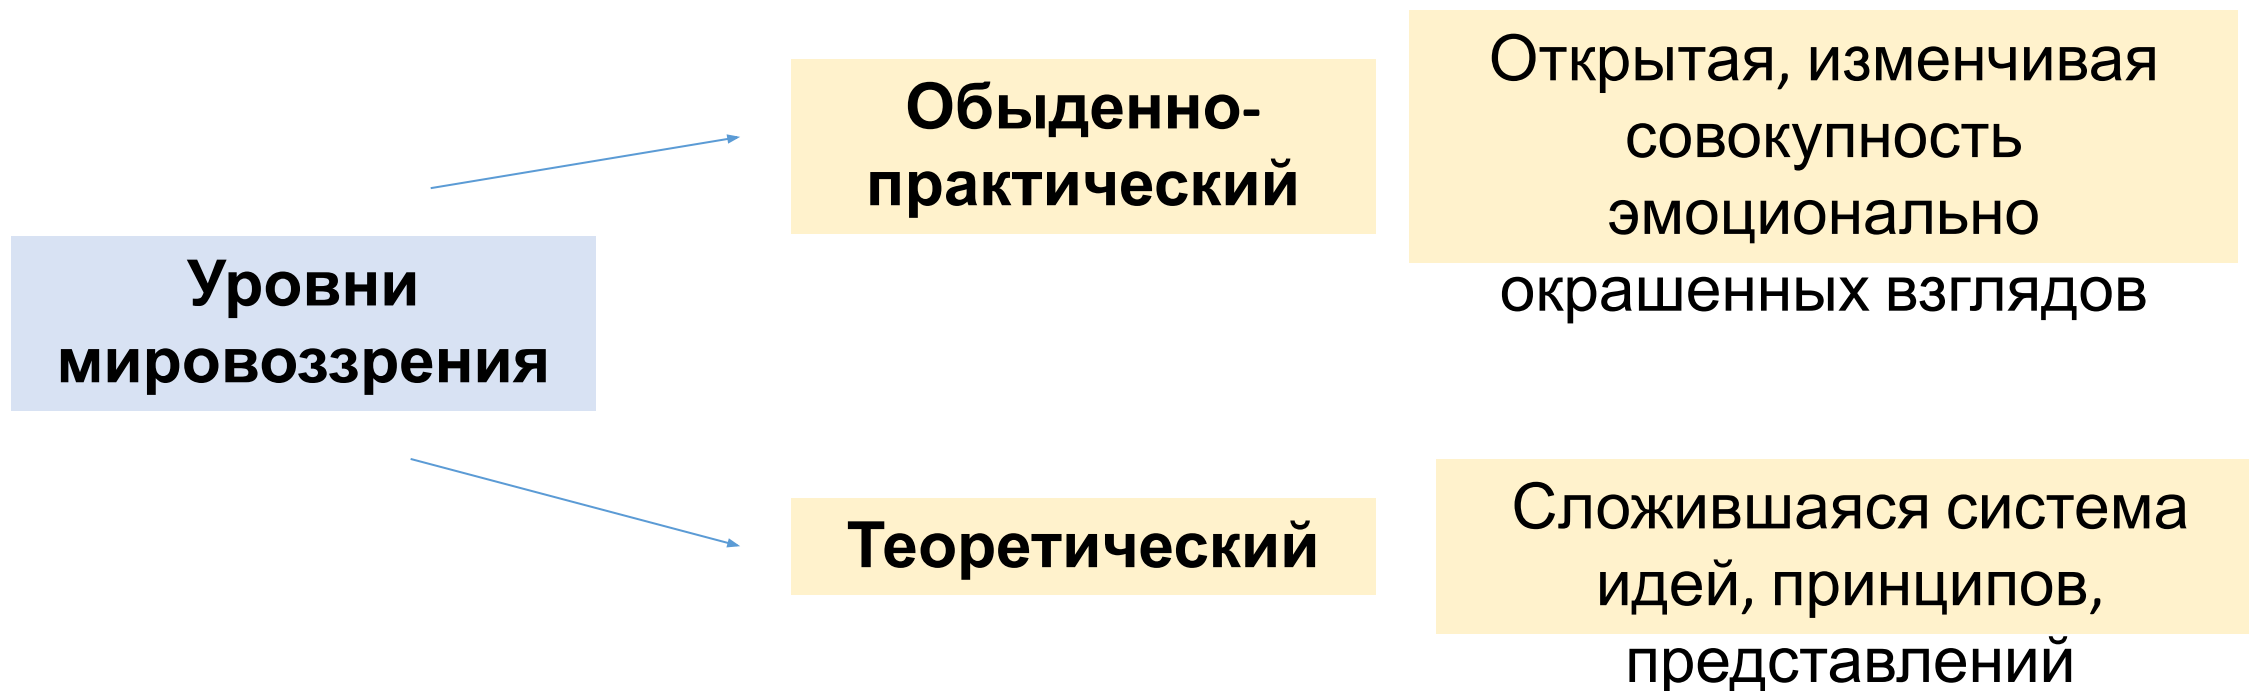 Уровни
мировоззрения
Обыденно-
практический
Открытая, изменчивая
совокупность
эмоционально
окрашенных взглядов
Теоретический
Сложившаяся система
идей, принципов,
представлений